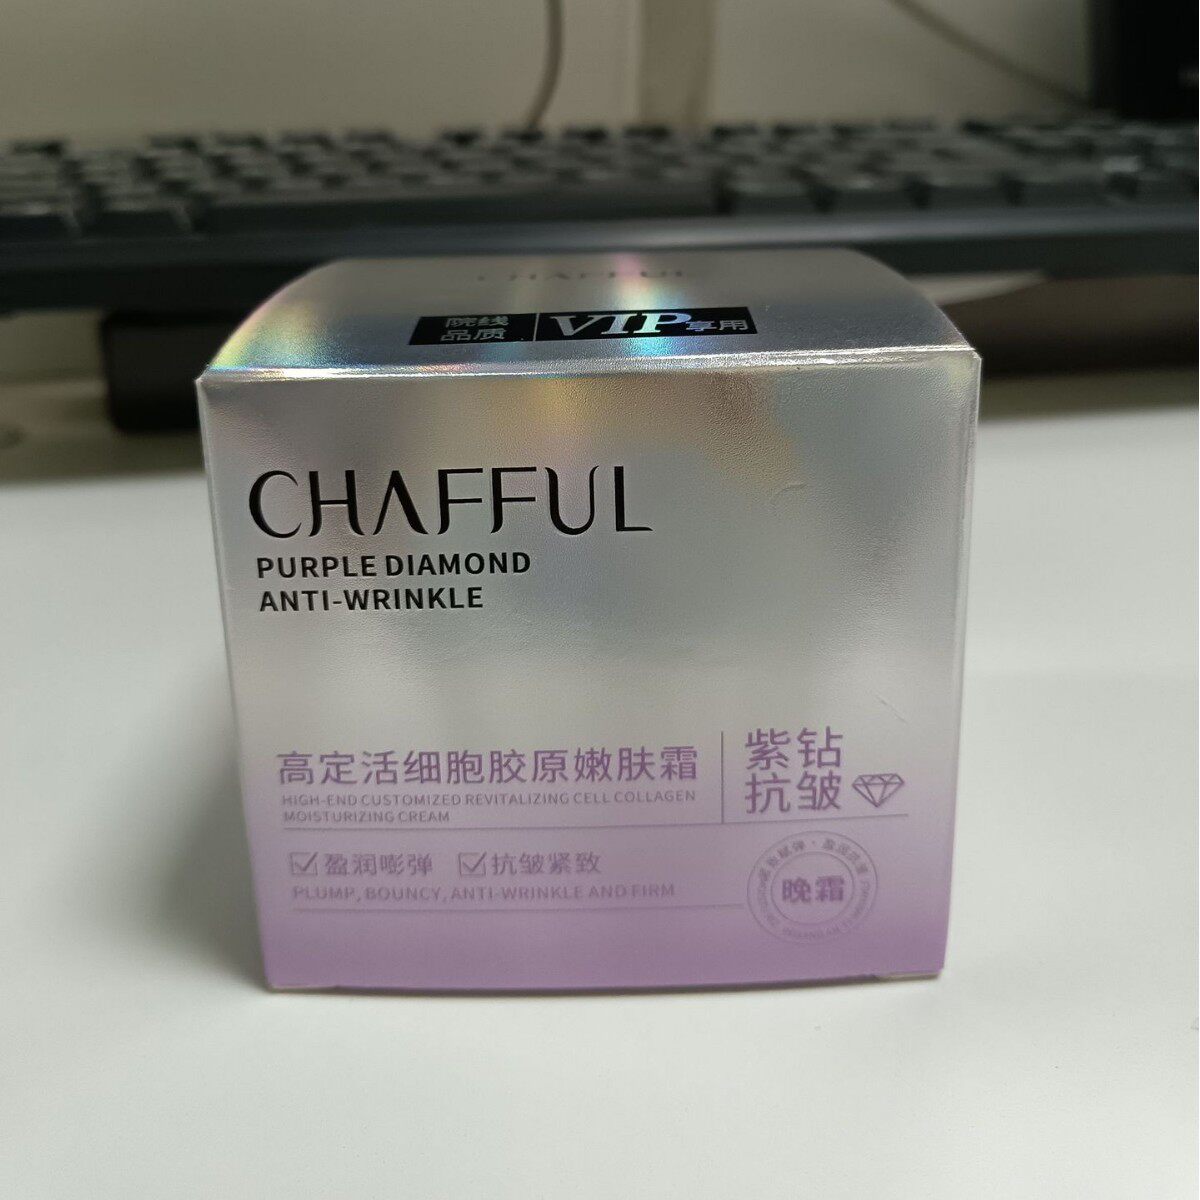 CHAFFUL
院线
品质
VIP享用
CHAFFUL
PURPLE DIAMOND
ANTI-WRINKLE
高定活细胞胶原嫩肤霜
HIGH-END CUSTOMIZED REVITALIZING CELL COLLAGEN
MOISTURIZING CREAM
紫钻
抗皱
盈润嘭弹 抗皱紧致
PLUMP, BOUNCY, ANTI-WRINKLE AND FIRM
晚霜